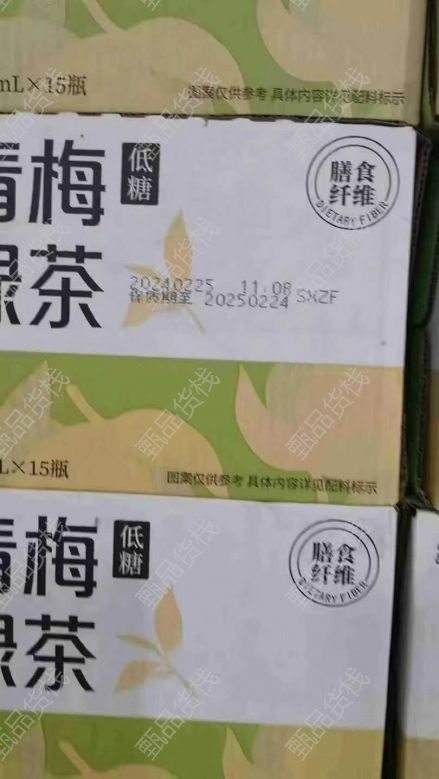 mL×15瓶
图案仅供参考 具体内容详见配料标示
青梅
低糖
膳食
纤维
DIETARY FIBER
绿茶
20240225 11:08
保质期至 20250224 SXZF
L×15瓶
图案仅供参考 具体内容详见配料标示
青梅
低糖
膳食
纤维
DIETARY FIBER
绿茶
甄品货栈